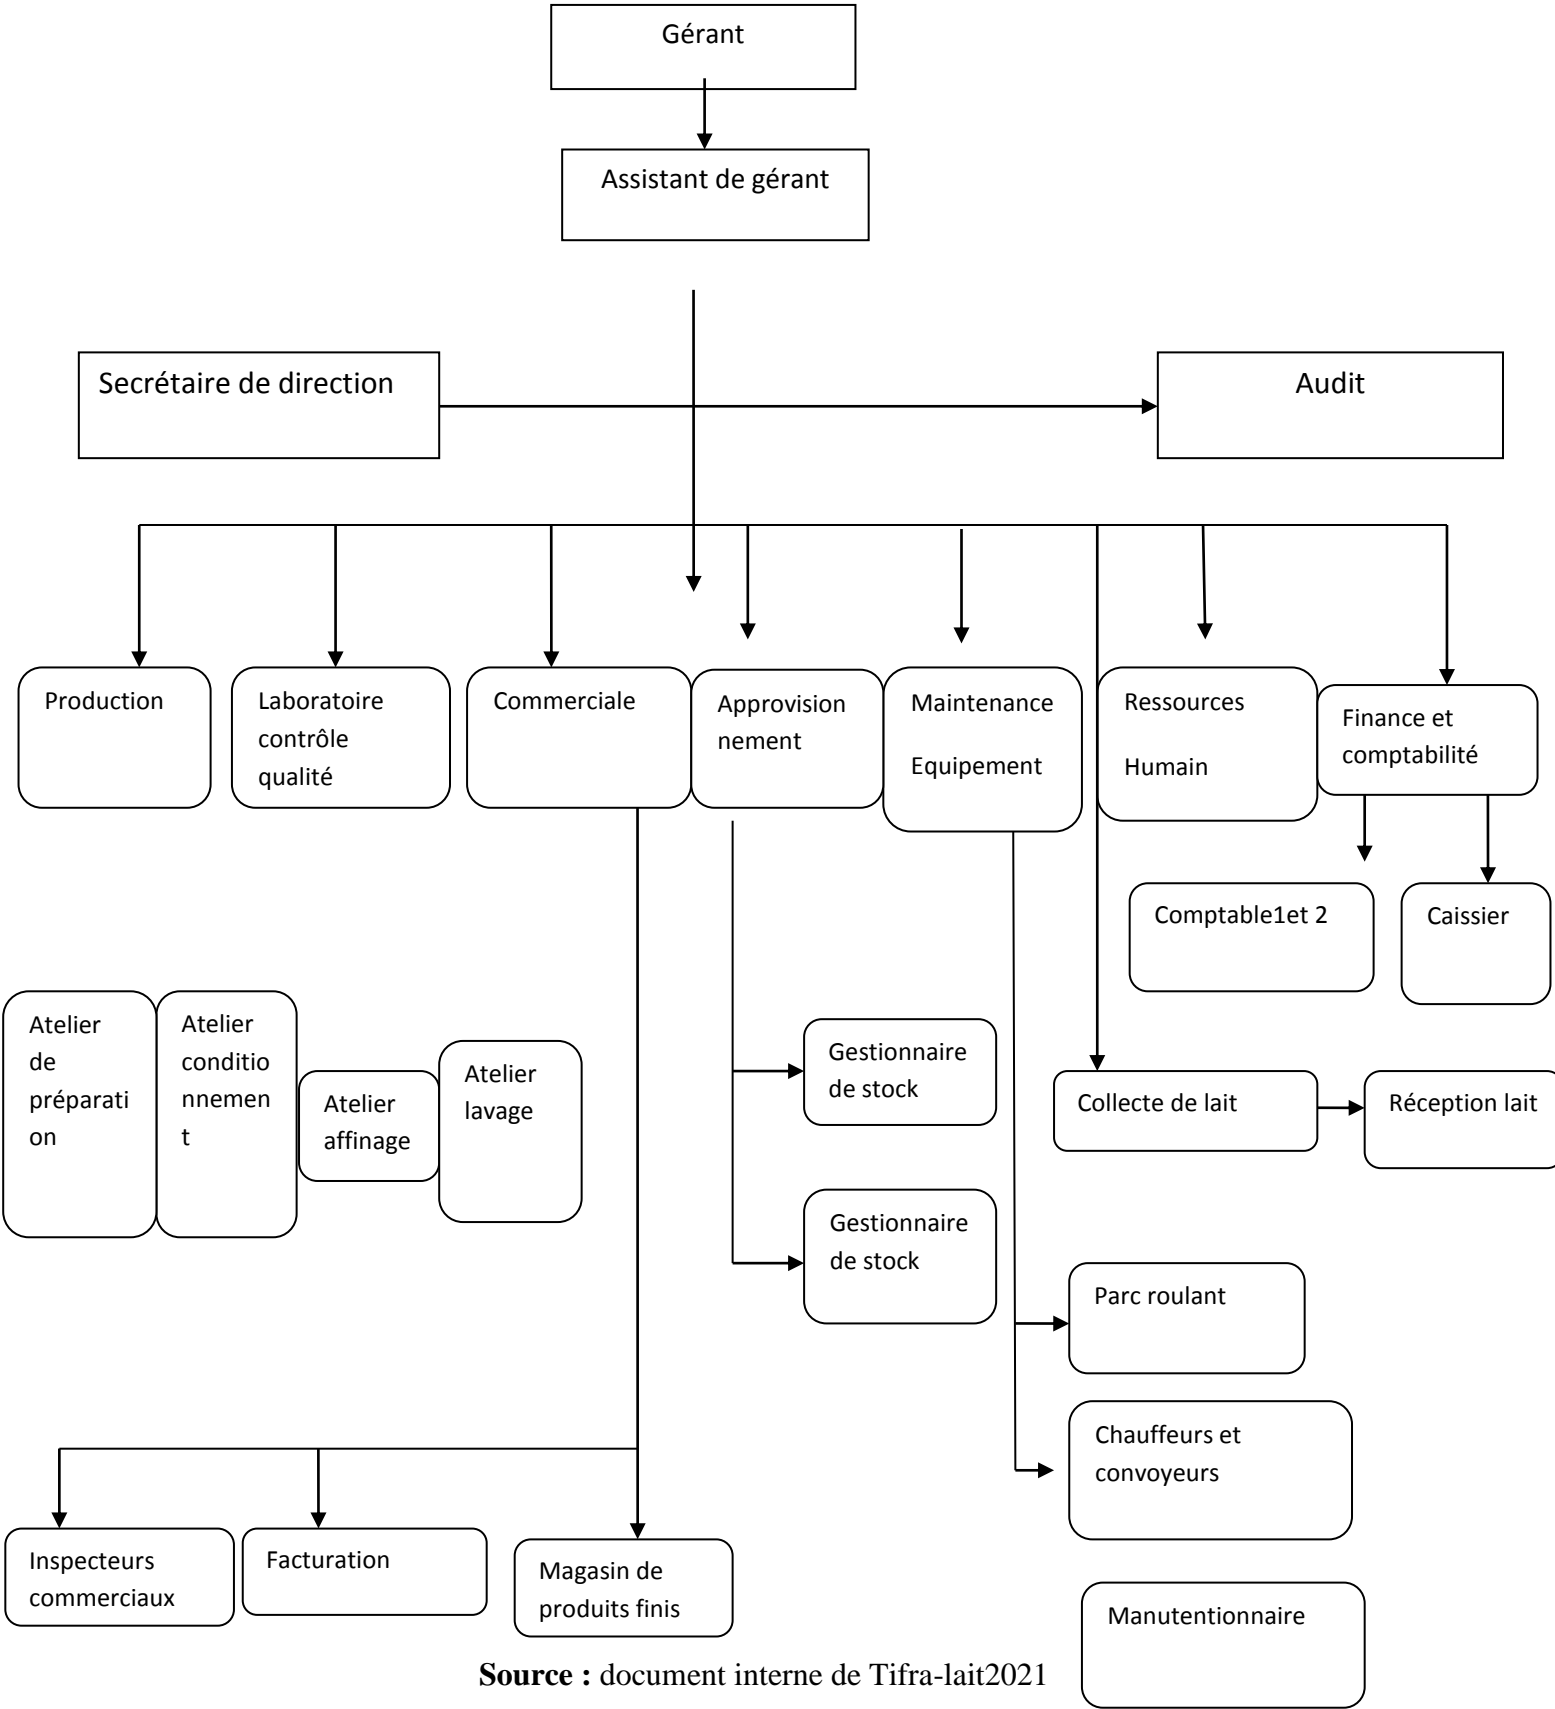 Gérant
Assistant de gérant
Secrétaire de direction
Audit
Production
Laboratoire
contrôle
qualité
Commerciale
Approvision
nement
Maintenance
Equipement
Ressources
Humain
Finance et
comptabilité
Comptable1et 2
Caissier
Atelier
de
préparati
on
Atelier
conditio
nnemen
t
Atelier
affinage
Atelier
lavage
Gestionnaire
de stock
Collecte de lait
Réception lait
Gestionnaire
de stock
Parc roulant
Chauffeurs et
convoyeurs
Inspecteurs
commerciaux
Facturation
Magasin de
produits finis
Manutentionnaire
Source : document interne de Tifra-lait2021